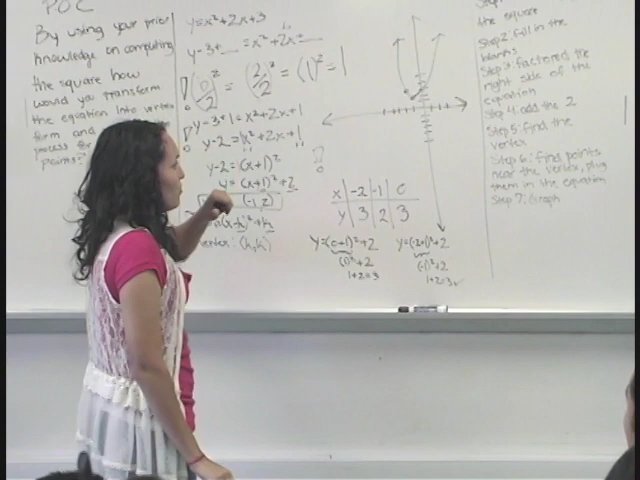 POC
By using your prior
knowledge on computing
the square how
would you transform
the equation into vertex
form and
process for
points?
y=x²+2x+3
y-3+__=x²+2x+__
(b/2)²=(2/2)²=(1)²=1
y-3+1=x²+2x+1
y-2=x²+2x+1
y-2=(x+1)²
y=(x+1)²+2
(-1,2)
(x-h)²+k
vertex: (h,k)
x -2 -1 0
y 3 2 3
y=(0+1)²+2
(1)²+2
1+2=3
y=(-2+1)²+2
(-1)²+2
1+2=3
Step 1:
the square
Step 2: fill in the
blanks
Step 3: factored the
right side of the
equation
Step 4: add the 2
Step 5: find the
vertex
Step 6: find points
near the vertex, plug
them in the equation
Step 7: Graph